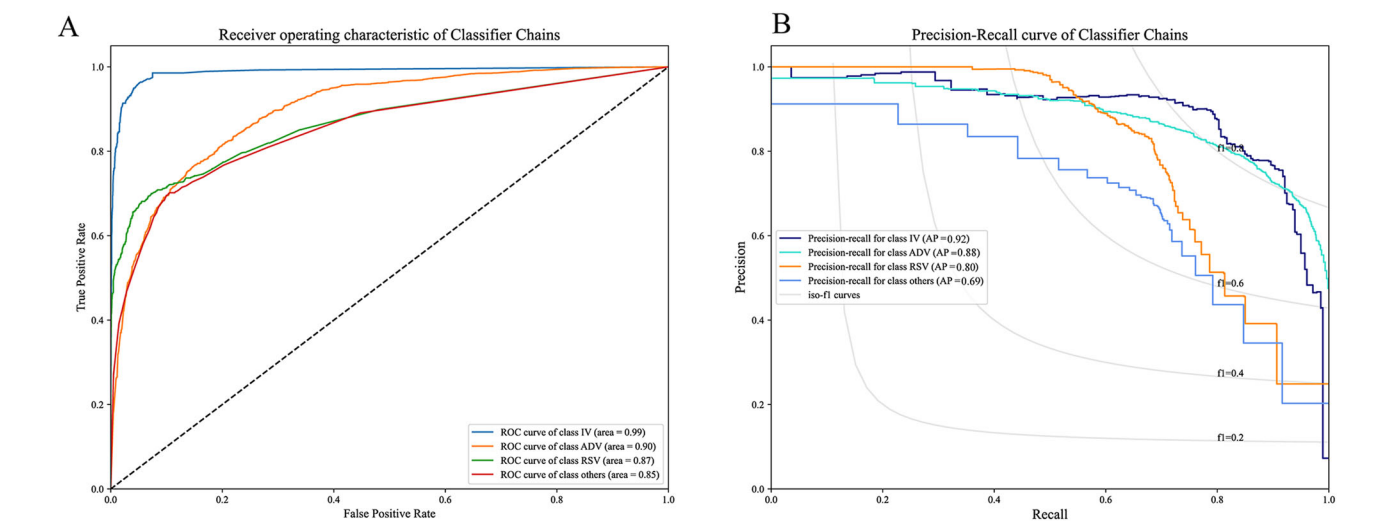 A
Receiver operating characteristic of Classifier Chains
1.0
0.8
0.6
0.4
0.2
0.0
True Positive Rate
ROC curve of class IV (area = 0.99)
ROC curve of class ADV (area = 0.90)
ROC curve of class RSV (area = 0.87)
ROC curve of class others (area = 0.85)
0.0 0.2 0.4 0.6 0.8 1.0
False Positive Rate
B
Precision-Recall curve of Classifier Chains
1.0
0.8
0.6
0.4
0.2
0.0
Precision
f1=0.8
f1=0.6
f1=0.4
f1=0.2
Precision-recall for class IV (AP =0.92)
Precision-recall for class ADV (AP =0.88)
Precision-recall for class RSV (AP =0.80)
Precision-recall for class others (AP =0.69)
iso-f1 curves
0.0 0.2 0.4 0.6 0.8 1.0
Recall